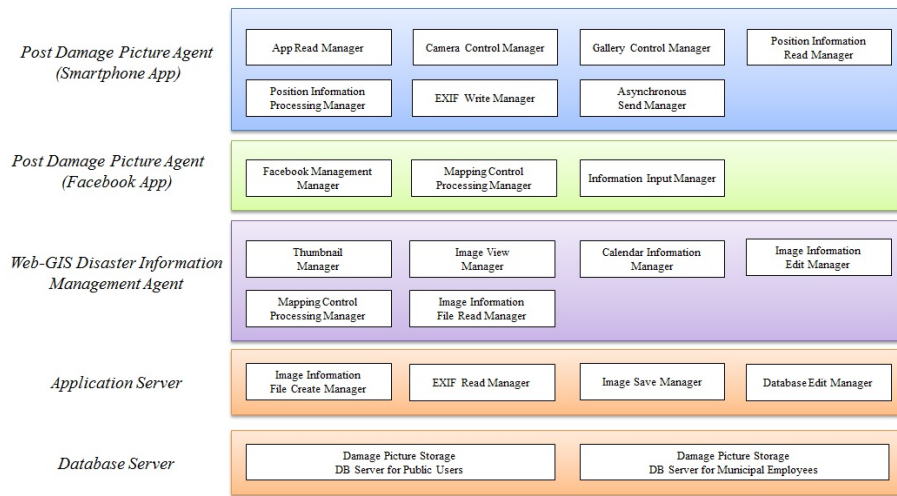 Post Damage Picture Agent
(Smartphone App)
App Read Manager
Camera Control Manager
Gallery Control Manager
Position Information
Read Manager
Position Information
Processing Manager
EXIF Write Manager
Asynchronous
Send Manager
Post Damage Picture Agent
(Facebook App)
Facebook Management
Manager
Mapping Control
Processing Manager
Information Input Manager
Web-GIS Disaster Information
Management Agent
Thumbnail
Manager
Image View
Manager
Calendar Information
Manager
Image Information
Edit Manager
Mapping Control
Processing Manager
Image Information
File Read Manager
Application Server
Image Information
File Create Manager
EXIF Read Manager
Image Save Manager
Database Edit Manager
Database Server
Damage Picture Storage
DB Server for Public Users
Damage Picture Storage
DB Server for Municipal Employees